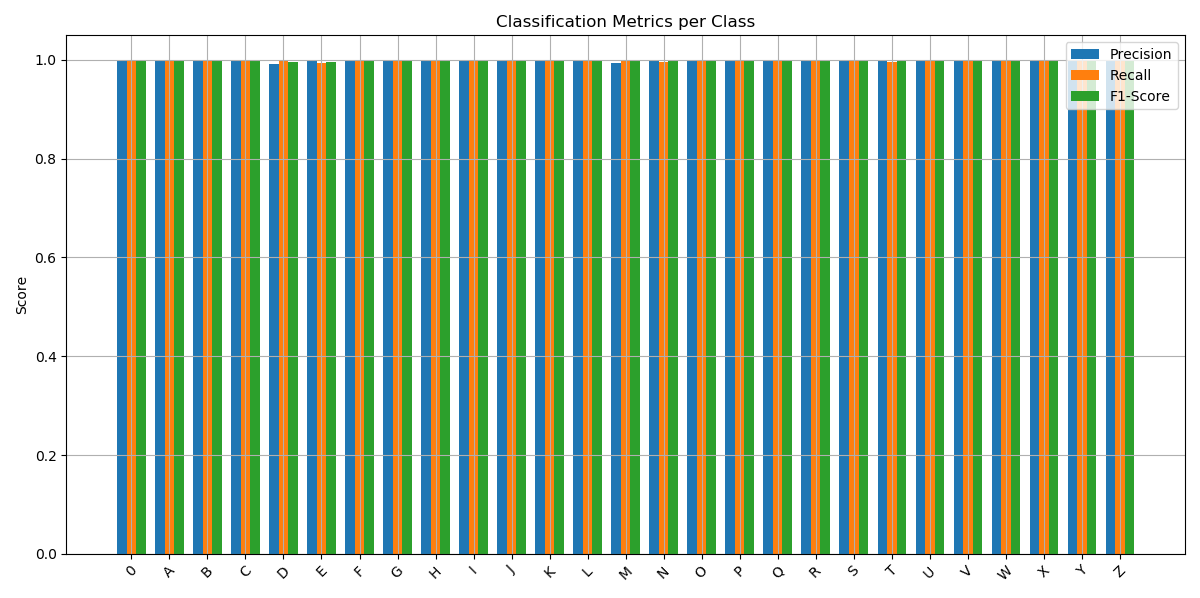 Classification Metrics per Class
Precision
Recall
F1-Score
1.0
0.8
0.6
0.4
0.2
0.0
Score
0 A B C D E F G H I J K L M N O P Q R S T U V W X Y Z